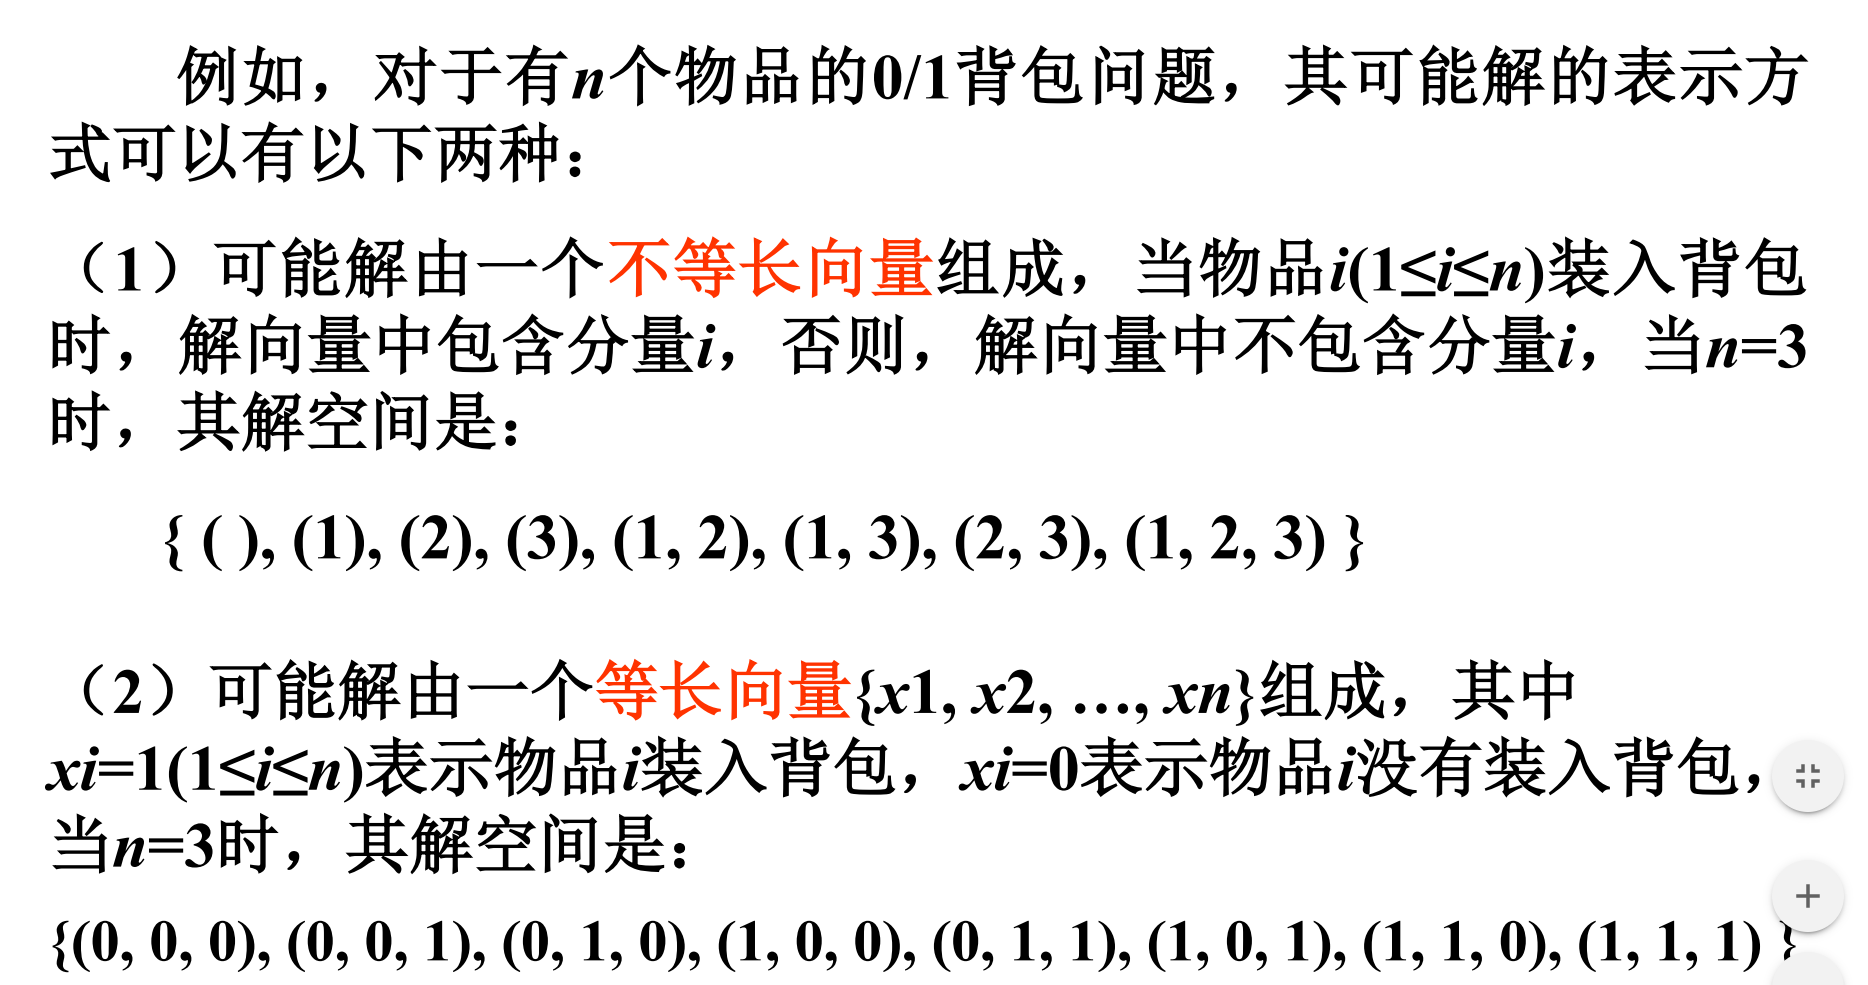 例如，对于有n个物品的0/1背包问题，其可能解的表示方
式可以有以下两种：
（1）可能解由一个不等长向量组成，当物品i(1≤i≤n)装入背包
时，解向量中包含分量i，否则，解向量中不包含分量i，当n=3
时，其解空间是：
{ ( ), (1), (2), (3), (1, 2), (1, 3), (2, 3), (1, 2, 3) }
（2）可能解由一个等长向量{x1, x2, …, xn}组成，其中
xi=1(1≤i≤n)表示物品i装入背包，xi=0表示物品i没有装入背包，
当n=3时，其解空间是：
{(0, 0, 0), (0, 0, 1), (0, 1, 0), (1, 0, 0), (0, 1, 1), (1, 0, 1), (1, 1, 0), (1, 1, 1) }